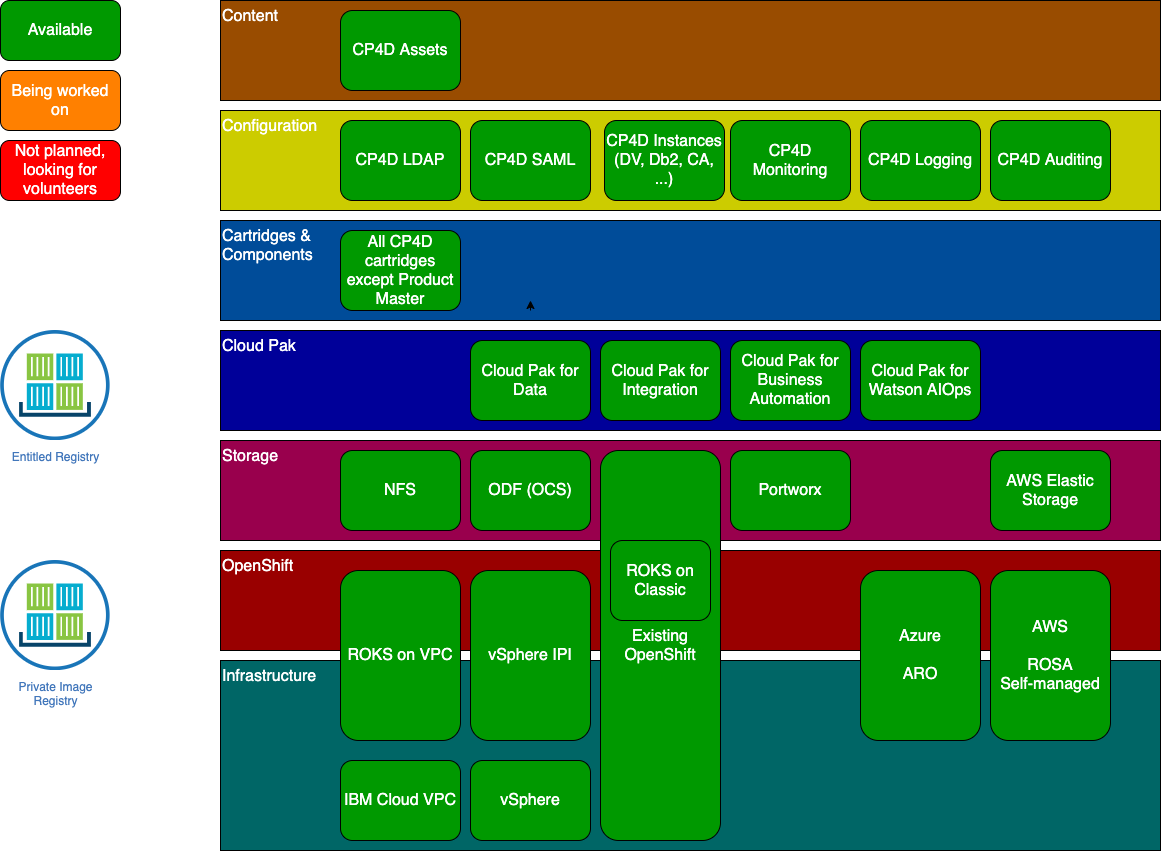 Available
Being worked
on
Not planned,
looking for
volunteers
Content
CP4D Assets
Configuration
CP4D LDAP
CP4D SAML
CP4D Instances
(DV, Db2, CA,
...)
CP4D
Monitoring
CP4D Logging
CP4D Auditing
Cartridges &
Components
All CP4D
cartridges
except Product
Master
Cloud Pak
Cloud Pak for
Data
Cloud Pak for
Integration
Cloud Pak for
Business
Automation
Cloud Pak for
Watson AIOps
Entitled Registry
Storage
NFS
ODF (OCS)
Portworx
AWS Elastic
Storage
OpenShift
ROKS on
Classic
Existing
OpenShift
ROKS on VPC
vSphere IPI
Azure
ARO
AWS
ROSA
Self-managed
Private Image
Registry
Infrastructure
IBM Cloud VPC
vSphere